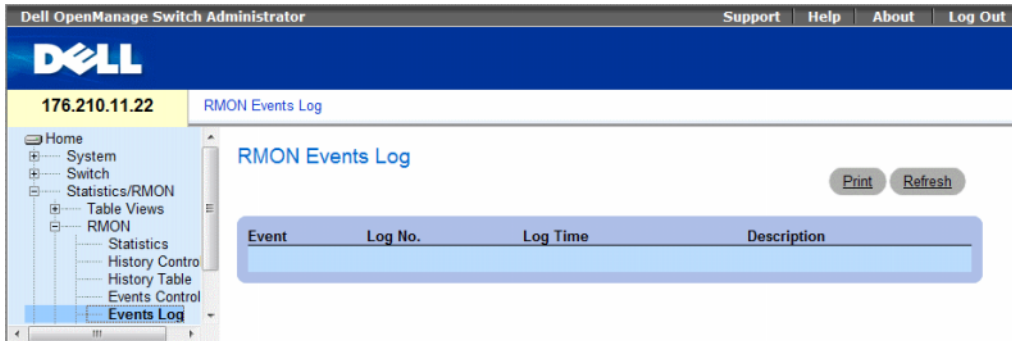 Dell OpenManage Switch Administrator
Support Help About Log Out
DELL
176.210.11.22
RMON Events Log
Home
System
Switch
Statistics/RMON
Table Views
RMON
Statistics
History Contro
History Table
Events Control
Events Log
RMON Events Log
Print Refresh
Event Log No. Log Time Description